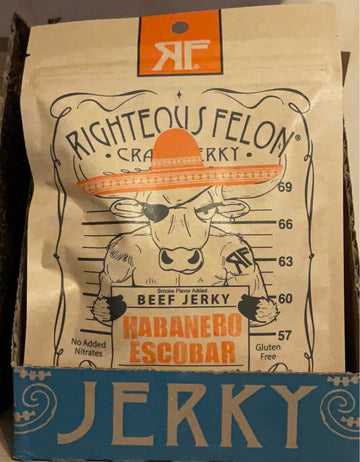 RF
RIGHTEOUS FELON®
• CRAFT JERKY •
69
66
63
RF
60
57
Smoke Flavor Added
BEEF JERKY
HABANERO
ESCOBAR
No Added
Nitrates
Gluten
Free
JERKY